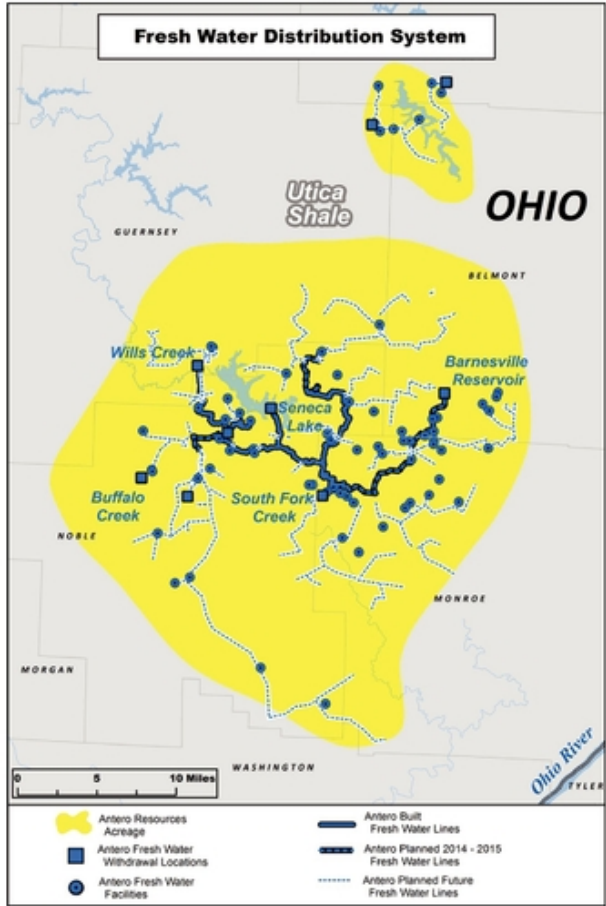 Fresh Water Distribution System
Utica
Shale
OHIO
GUERNSEY
BELMONT
Wills Creek
Barnesville
Reservoir
Seneca
Lake
Buffalo
Creek
South Fork
Creek
NOBLE
MONROE
MORGAN
WASHINGTON
Ohio River
TYLER
0 5 10 Miles
Antero Resources
Acreage
Antero Fresh Water
Withdrawal Locations
Antero Fresh Water
Facilities
Antero Built
Fresh Water Lines
Antero Planned 2014 - 2015
Fresh Water Lines
Antero Planned Future
Fresh Water Lines